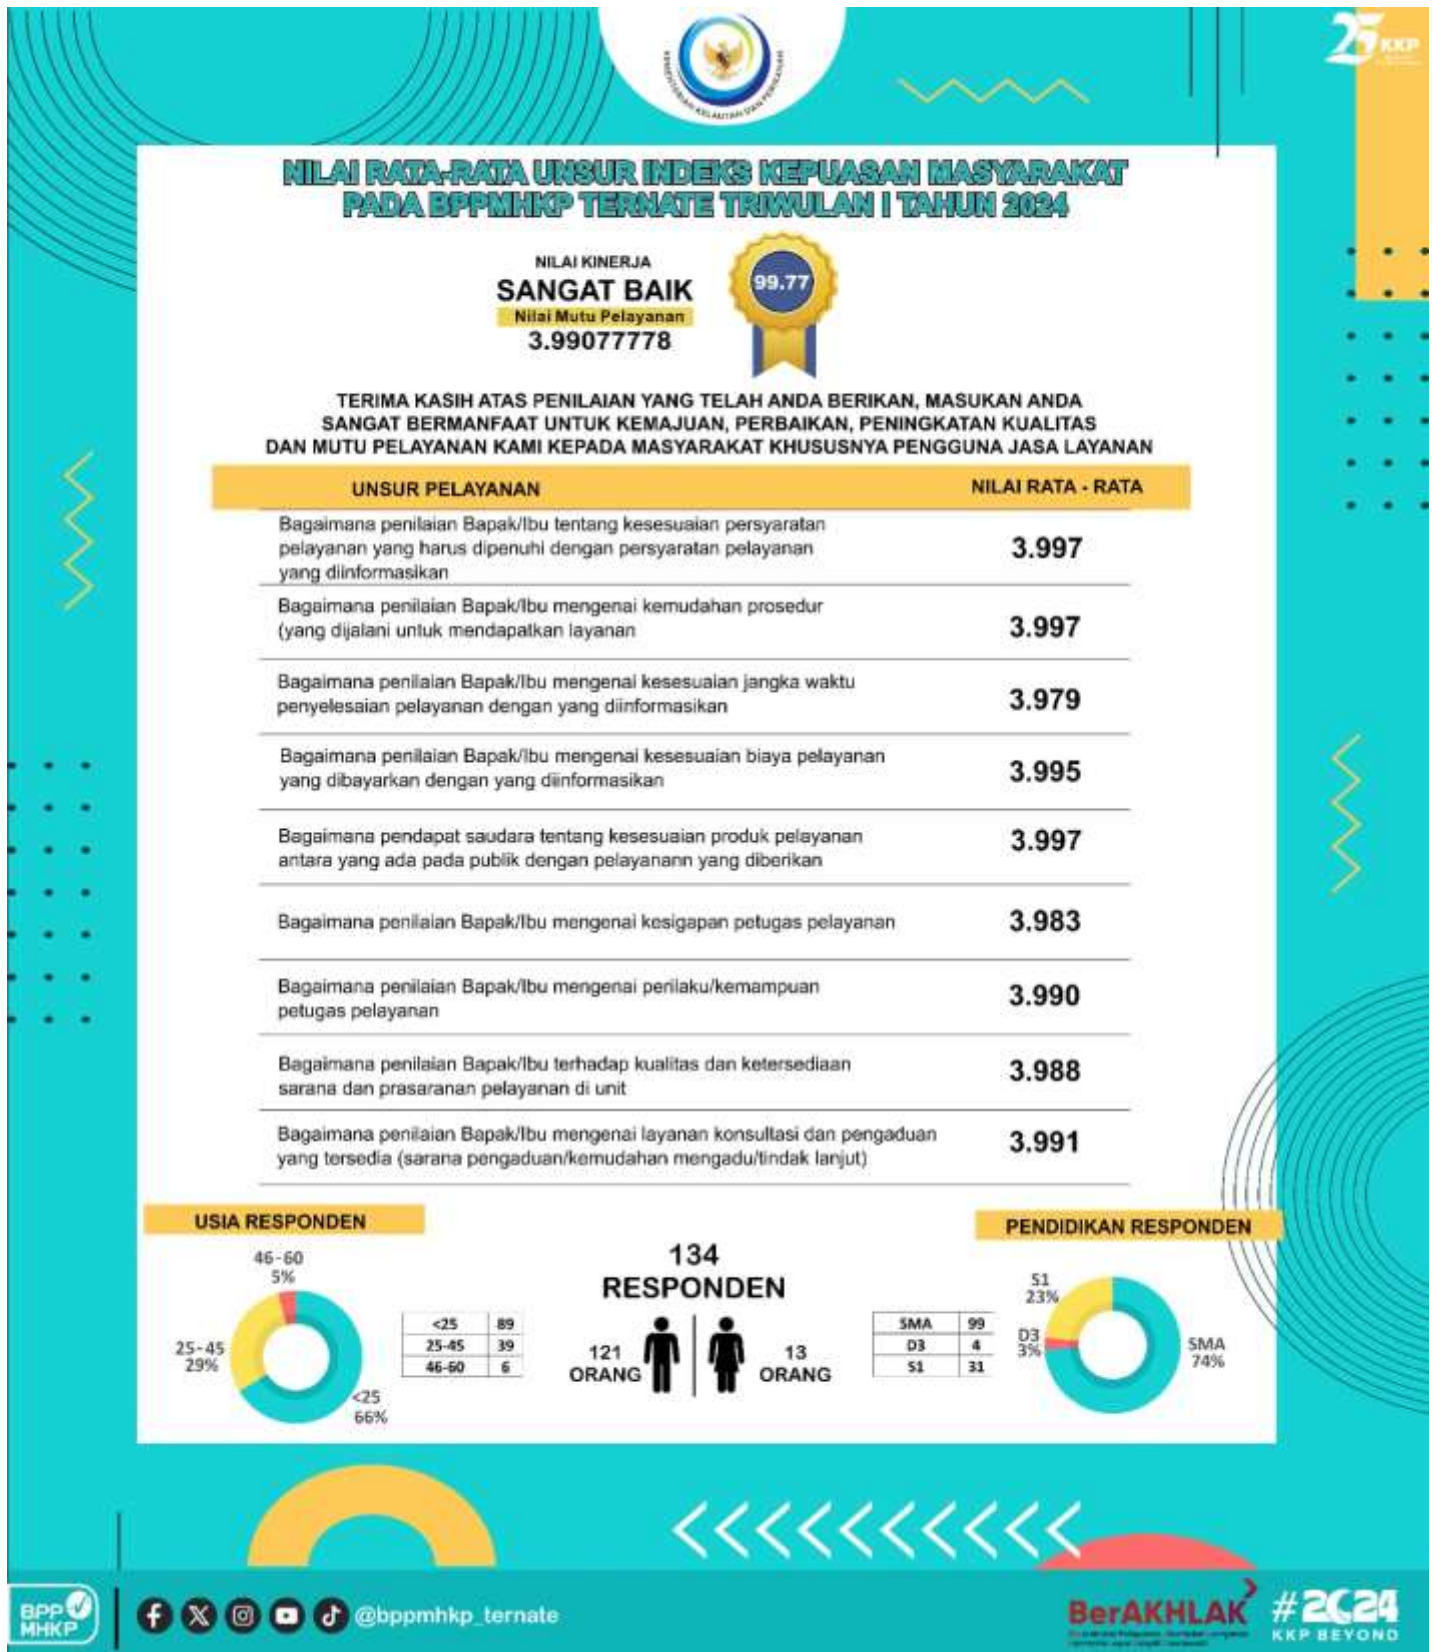 KEMENTERIAN KELAUTAN DAN PERIKANAN
25 KKP
NILAI RATA-RATA UNSUR INDEKS KEPUASAN MASYARAKAT
PADA BPPMHKP TERNATE TRIWULAN I TAHUN 2024
NILAI KINERJA
SANGAT BAIK
Nilai Mutu Pelayanan
3.99077778
99.77
TERIMA KASIH ATAS PENILAIAN YANG TELAH ANDA BERIKAN, MASUKAN ANDA
SANGAT BERMANFAAT UNTUK KEMAJUAN, PERBAIKAN, PENINGKATAN KUALITAS
DAN MUTU PELAYANAN KAMI KEPADA MASYARAKAT KHUSUSNYA PENGGUNA JASA LAYANAN
UNSUR PELAYANAN NILAI RATA - RATA
Bagaimana penilaian Bapak/Ibu tentang kesesuaian persyaratan
pelayanan yang harus dipenuhi dengan persyaratan pelayanan
yang diinformasikan
3.997
Bagaimana penilaian Bapak/Ibu mengenai kemudahan prosedur
(yang dijalani untuk mendapatkan layanan
3.997
Bagaimana penilaian Bapak/Ibu mengenai kesesuaian jangka waktu
penyelesaian pelayanan dengan yang diinformasikan
3.979
Bagaimana penilaian Bapak/Ibu mengenai kesesuaian biaya pelayanan
yang dibayarkan dengan yang diinformasikan
3.995
Bagaimana pendapat saudara tentang kesesuaian produk pelayanan
antara yang ada pada publik dengan pelayanann yang diberikan
3.997
Bagaimana penilaian Bapak/Ibu mengenai kesigapan petugas pelayanan
3.983
Bagaimana penilaian Bapak/Ibu mengenai perilaku/kemampuan
petugas pelayanan
3.990
Bagaimana penilaian Bapak/Ibu terhadap kualitas dan ketersediaan
sarana dan prasaranan pelayanan di unit
3.988
Bagaimana penilaian Bapak/Ibu mengenai layanan konsultasi dan pengaduan
yang tersedia (sarana pengaduan/kemudahan mengadu/tindak lanjut)
3.991
USIA RESPONDEN
46-60
5%
25-45
29%
<25
66%
<25 89
25-45 39
46-60 6
134
RESPONDEN
121
ORANG
13
ORANG
PENDIDIKAN RESPONDEN
SMA 99
D3 4
S1 31
S1
23%
D3
3%
SMA
74%
BPP
MHKP
@bppmhkp_ternate
BerAKHLAK
#2024
KKP BEYOND